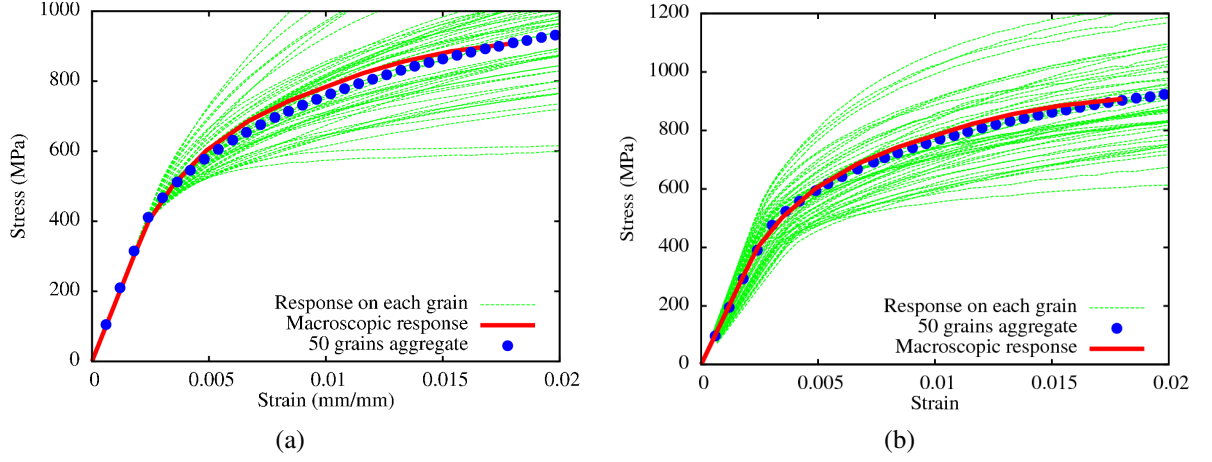 1000
800
600
400
200
0
Stress (MPa)
Response on each grain
Macroscopic response
50 grains aggregate
0 0.005 0.01 0.015 0.02
Strain (mm/mm)
(a)
1200
1000
800
600
400
200
0
Stress (MPa)
Response on each grain
50 grains aggregate
Macroscopic response
0 0.005 0.01 0.015 0.02
Strain
(b)